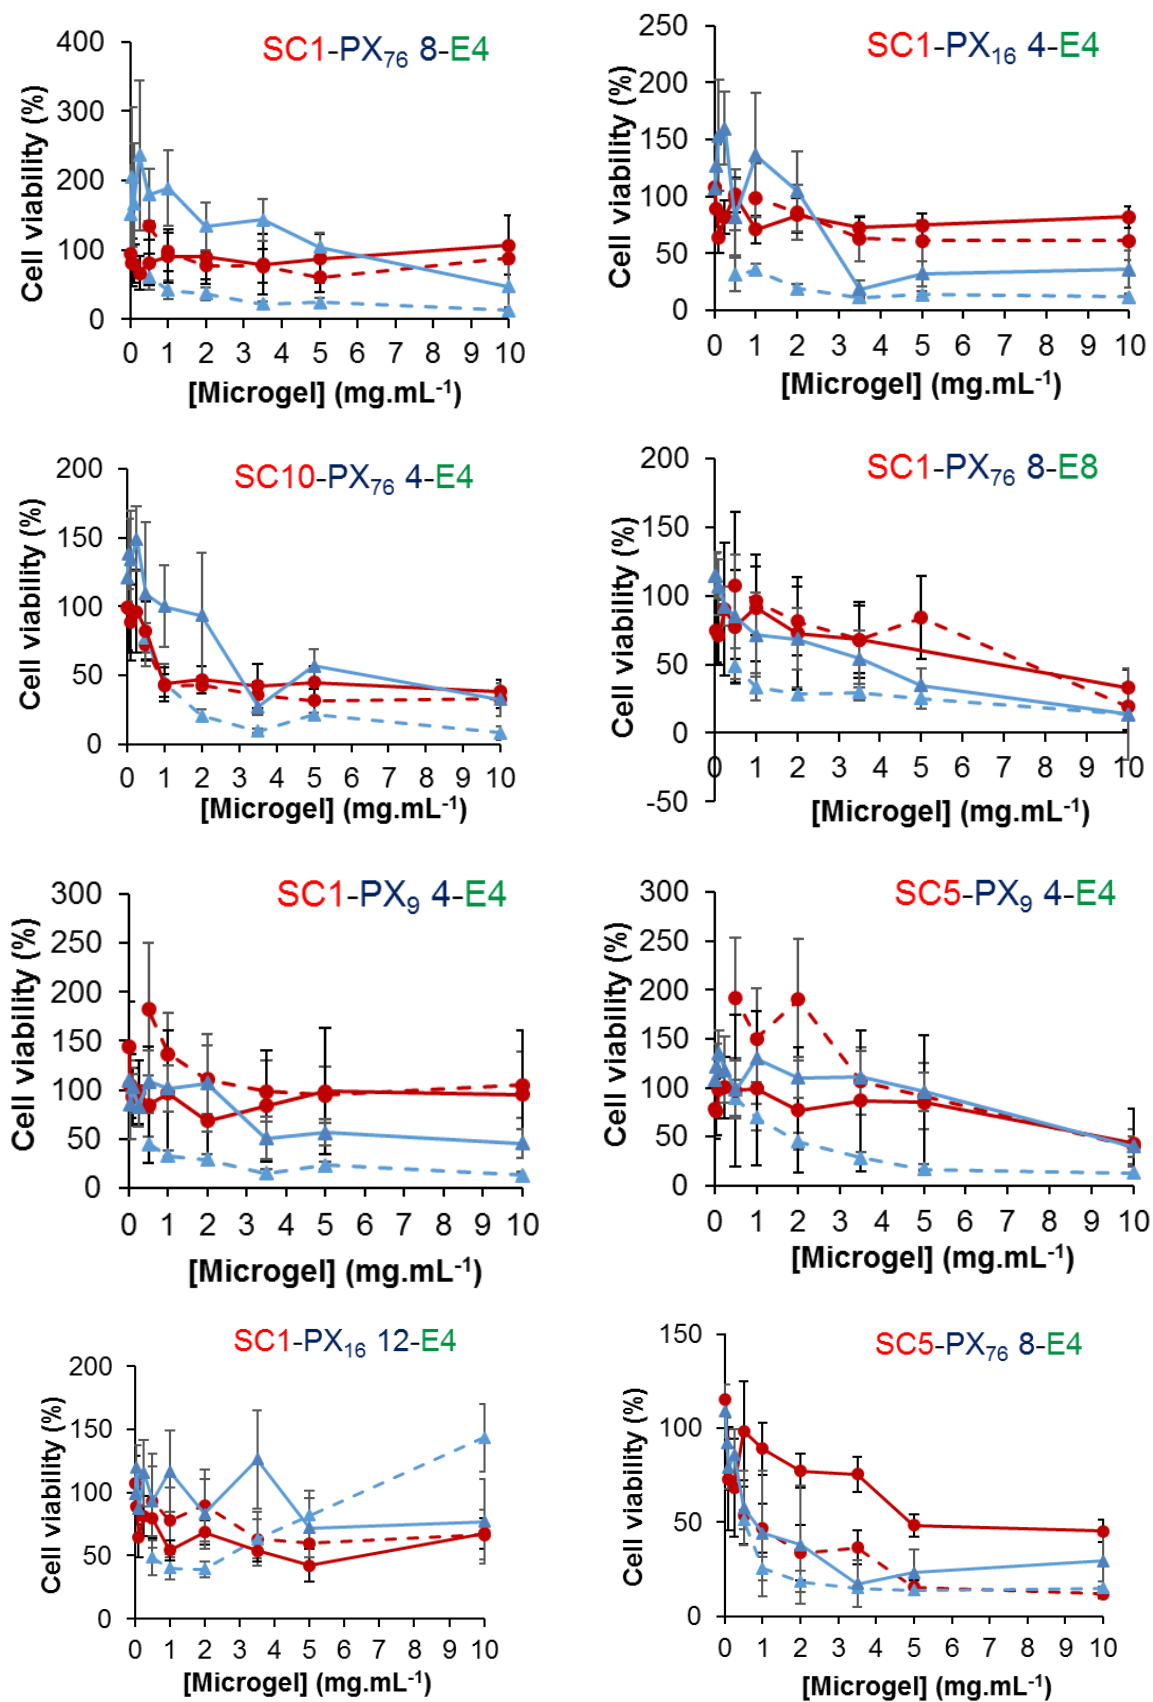 SC1-PX76 8-E4
Cell viability (%)
400
300
200
100
0
0 1 2 3 4 5 6 7 8 9 10
[Microgel] (mg.mL-1)
SC1-PX16 4-E4
Cell viability (%)
250
200
150
100
50
0
0 1 2 3 4 5 6 7 8 9 10
[Microgel] (mg.mL-1)
SC10-PX76 4-E4
Cell viability (%)
200
150
100
50
0
0 1 2 3 4 5 6 7 8 9 10
[Microgel] (mg.mL-1)
SC1-PX76 8-E8
Cell viability (%)
200
150
100
50
0
-50
0 1 2 3 4 5 6 7 8 9 10
[Microgel] (mg.mL-1)
SC1-PX9 4-E4
Cell viability (%)
300
250
200
150
100
50
0
0 1 2 3 4 5 6 7 8 9 10
[Microgel] (mg.mL-1)
SC5-PX9 4-E4
Cell viability (%)
300
250
200
150
100
50
0
0 1 2 3 4 5 6 7 8 9 10
[Microgel] (mg.mL-1)
SC1-PX16 12-E4
Cell viability (%)
200
150
100
50
0
0 1 2 3 4 5 6 7 8 9 10
[Microgel] (mg.mL-1)
SC5-PX76 8-E4
Cell viability (%)
150
100
50
0
0 1 2 3 4 5 6 7 8 9 10
[Microgel] (mg.mL-1)